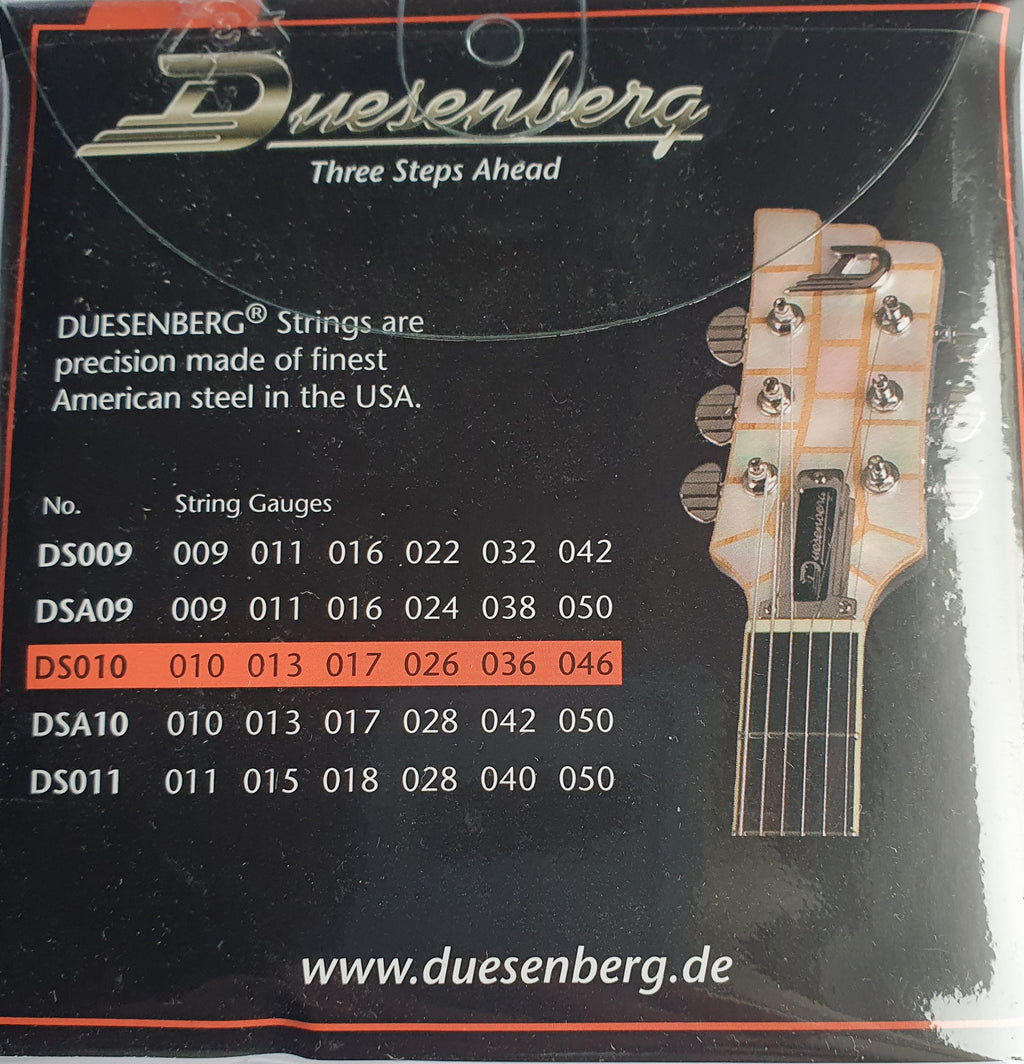 Duesenberg
Three Steps Ahead
D
DUESENBERG® Strings are
precision made of finest
American steel in the USA.
No. String Gauges
DS009 009 011 016 022 032 042
DSA09 009 011 016 024 038 050
DS010 010 013 017 026 036 046
DSA10 010 013 017 028 042 050
DS011 011 015 018 028 040 050
Duesenberg
www.duesenberg.de